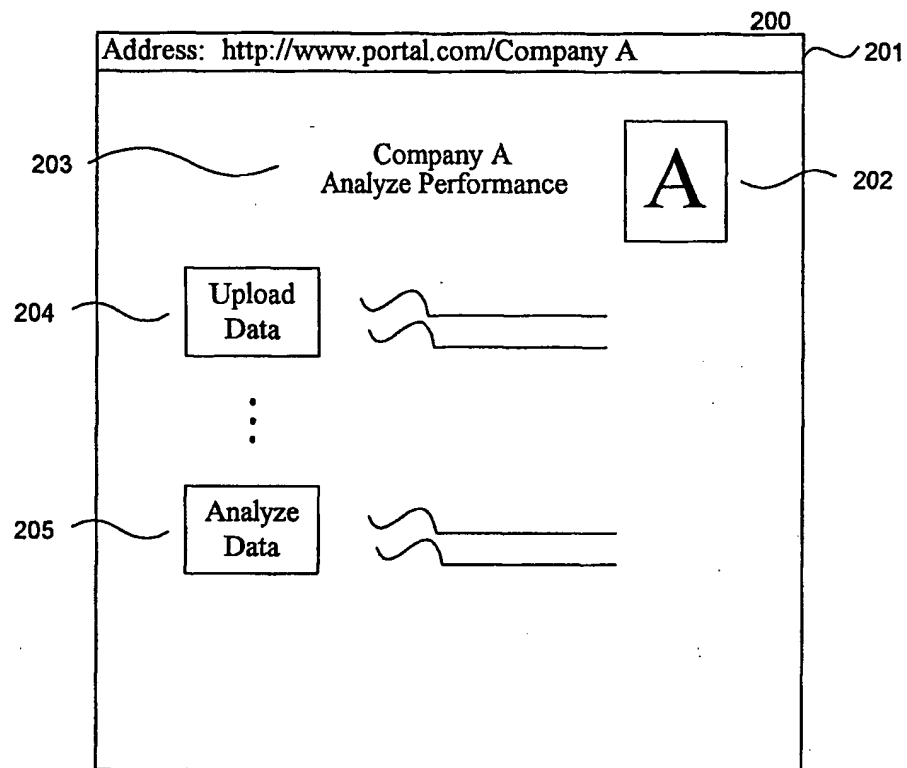 200
Address: http://www.portal.com/Company A
201
203
Company A
Analyze Performance
A
202
204
Upload
Data
205
Analyze
Data